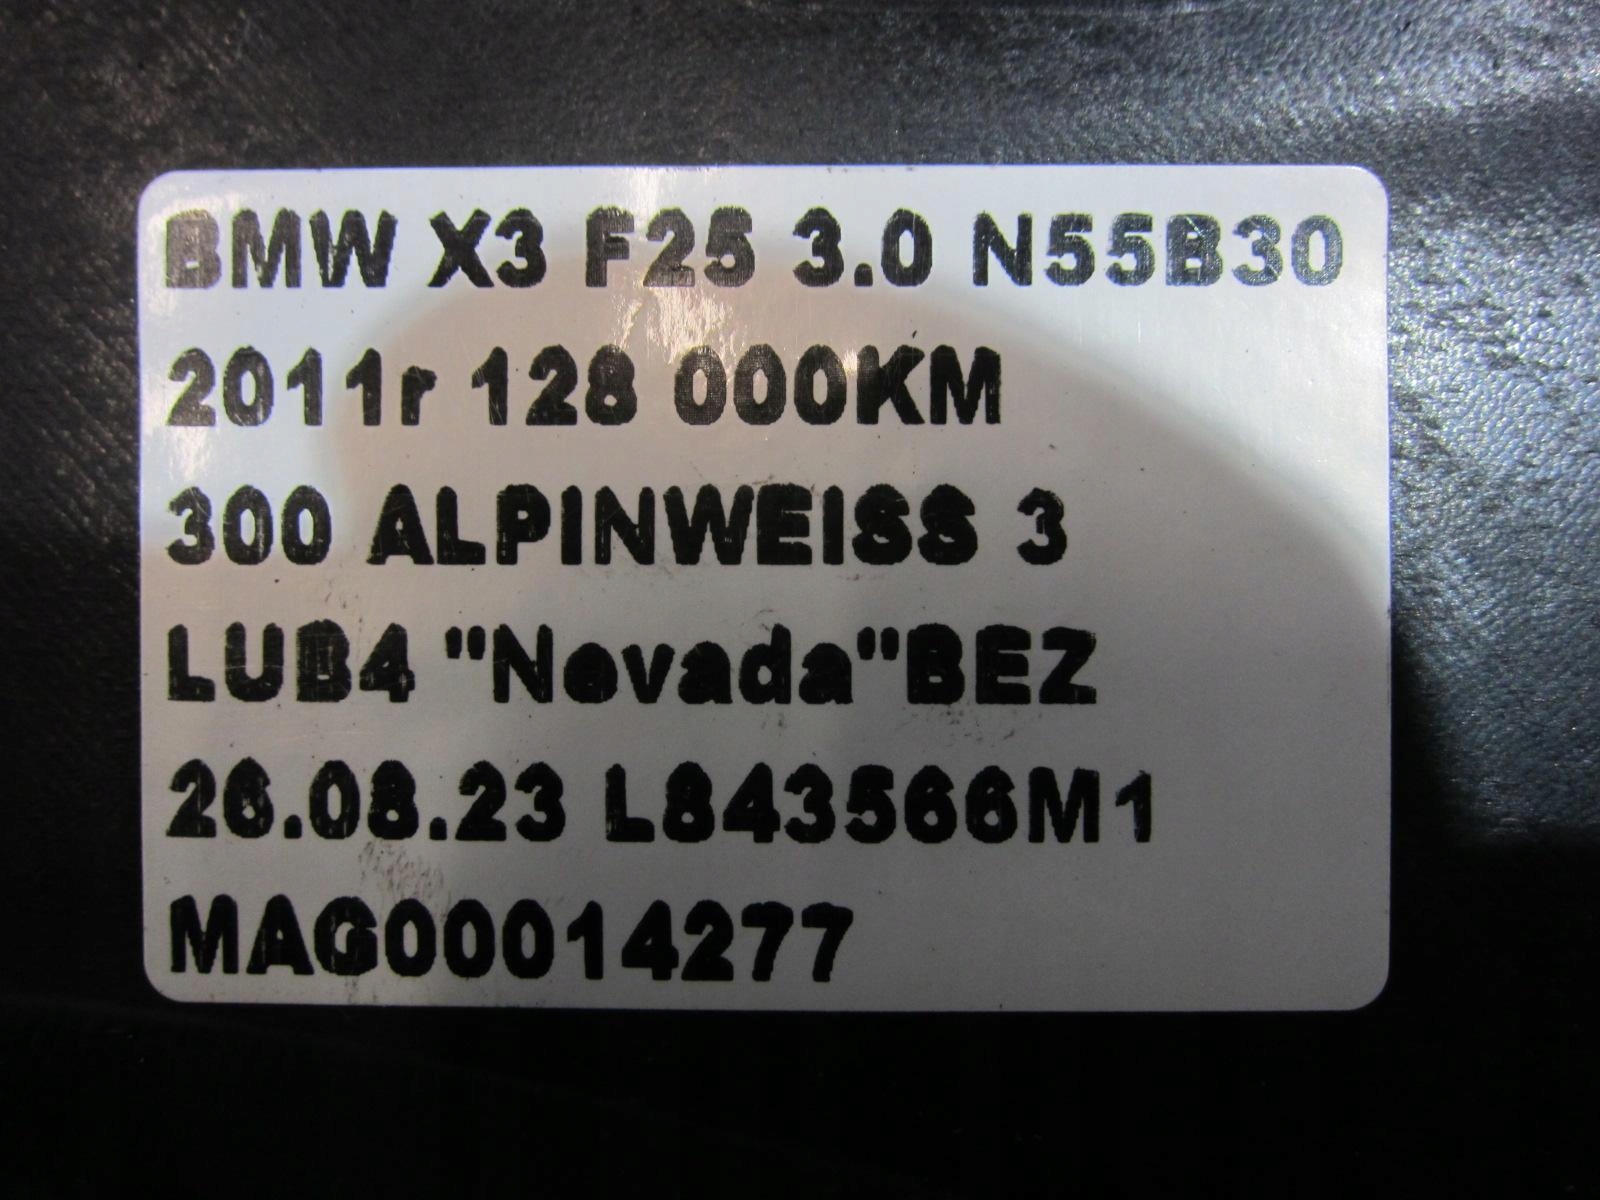 BMW X3 F25 3.0 N55B30
2011r 128 000KM
300 ALPINWEISS 3
LUB4 "Nevada"BEZ
26.08.23 L843566M1
MAG00014277